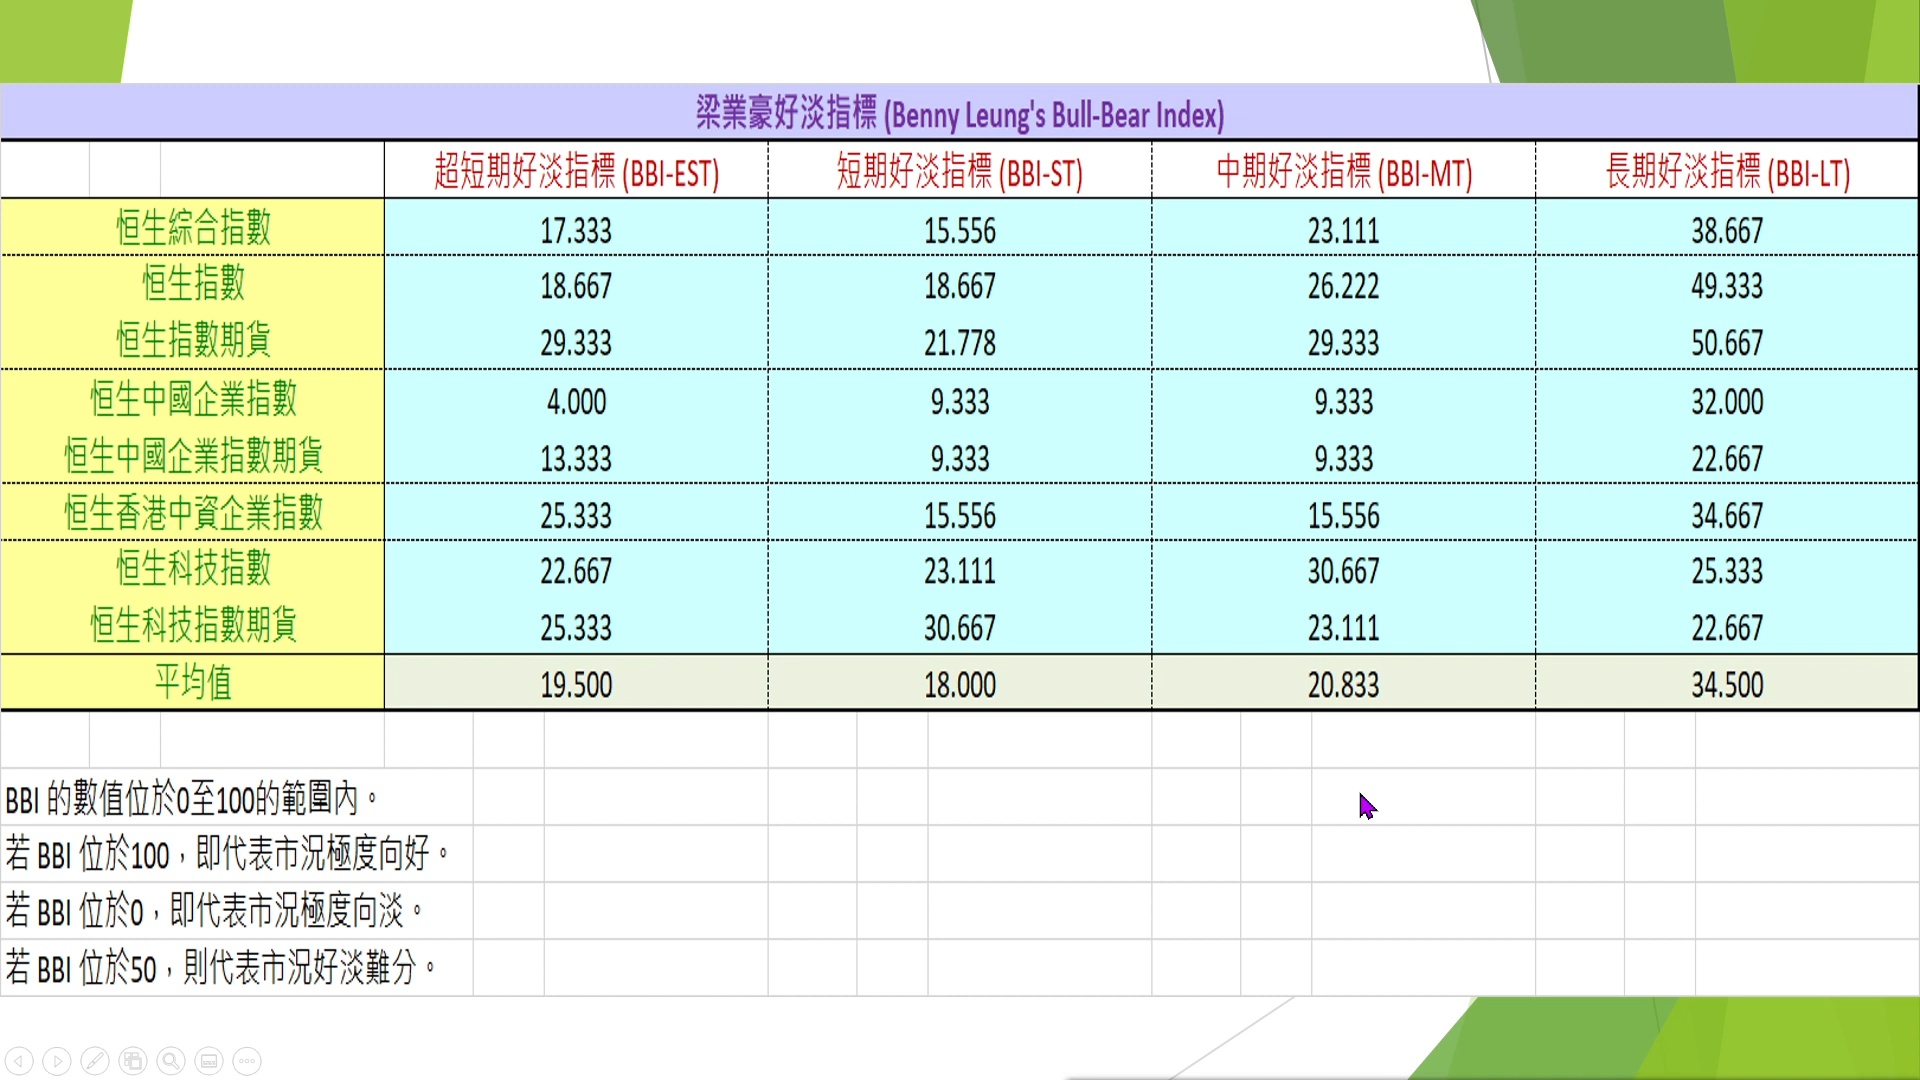 梁業豪好淡指標 (Benny Leung's Bull-Bear Index)
超短期好淡指標 (BBI-EST) 短期好淡指標 (BBI-ST) 中期好淡指標 (BBI-MT) 長期好淡指標 (BBI-LT)
恒生綜合指數 17.333 15.556 23.111 38.667
恒生指數 18.667 18.667 26.222 49.333
恒生指數期貨 29.333 21.778 29.333 50.667
恒生中國企業指數 4.000 9.333 9.333 32.000
恒生中國企業指數期貨 13.333 9.333 9.333 22.667
恒生香港中資企業指數 25.333 15.556 15.556 34.667
恒生科技指數 22.667 23.111 30.667 25.333
恒生科技指數期貨 25.333 30.667 23.111 22.667
平均值 19.500 18.000 20.833 34.500
BBI 的數值位於0至100的範圍內。
若 BBI 位於100，即代表市況極度向好。
若 BBI 位於0，即代表市況極度向淡。
若 BBI 位於50，則代表市況好淡難分。